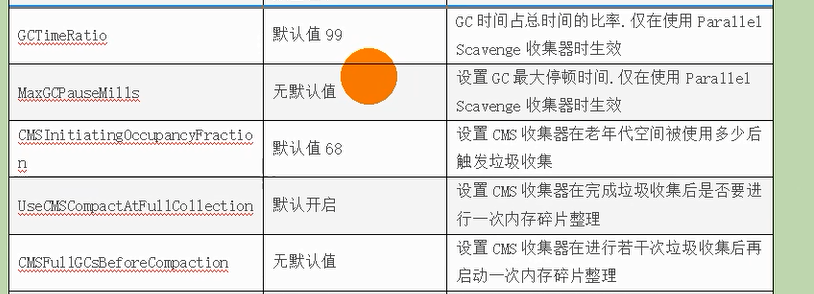 GCTimeRatio
默认值 99
GC 时间占总时间的比率.仅在使用 Parallel
Scavenge 收集器时生效
MaxGCPauseMills
无默认值
设置 GC 最大停顿时间.仅在使用 Parallel
Scavenge 收集器时生效
CMSInitiatingOccupancyFractio
n
默认值 68
设置 CMS 收集器在老年代空间被使用多少后
触发垃圾收集
UseCMSCompactAtFullCollection
默认开启
设置 CMS 收集器在完成垃圾收集后是否要进
行一次内存碎片整理
CMSFullGCsBeforeCompaction
无默认值
设置 CMS 收集器在进行若干次垃圾收集后再
启动一次内存碎片整理